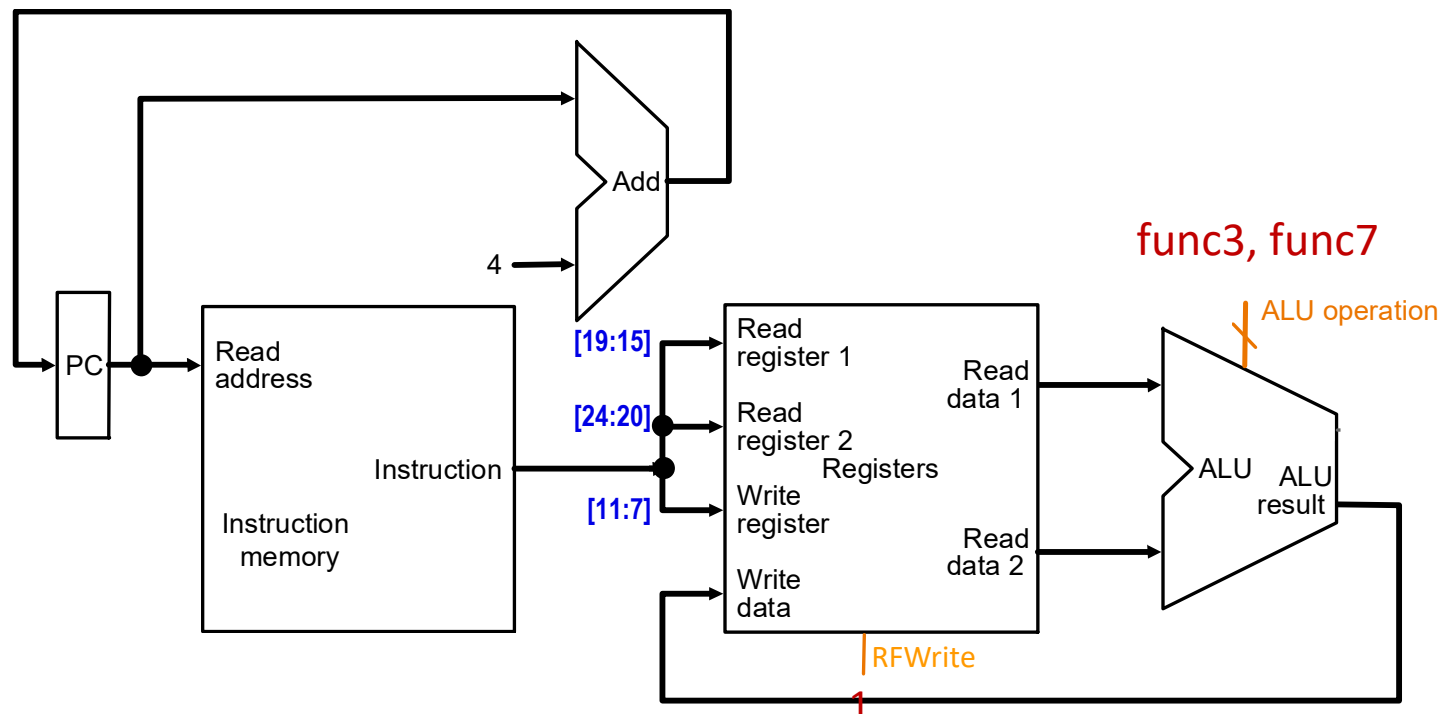 Add
func3, func7
4
ALU operation
[19:15]
Read
register 1
PC
Read
address
Read
data 1
[24:20]
Read
register 2
Instruction
Registers
ALU
ALU
result
[11:7]
Write
register
Instruction
memory
Read
data 2
Write
data
RFWrite
1